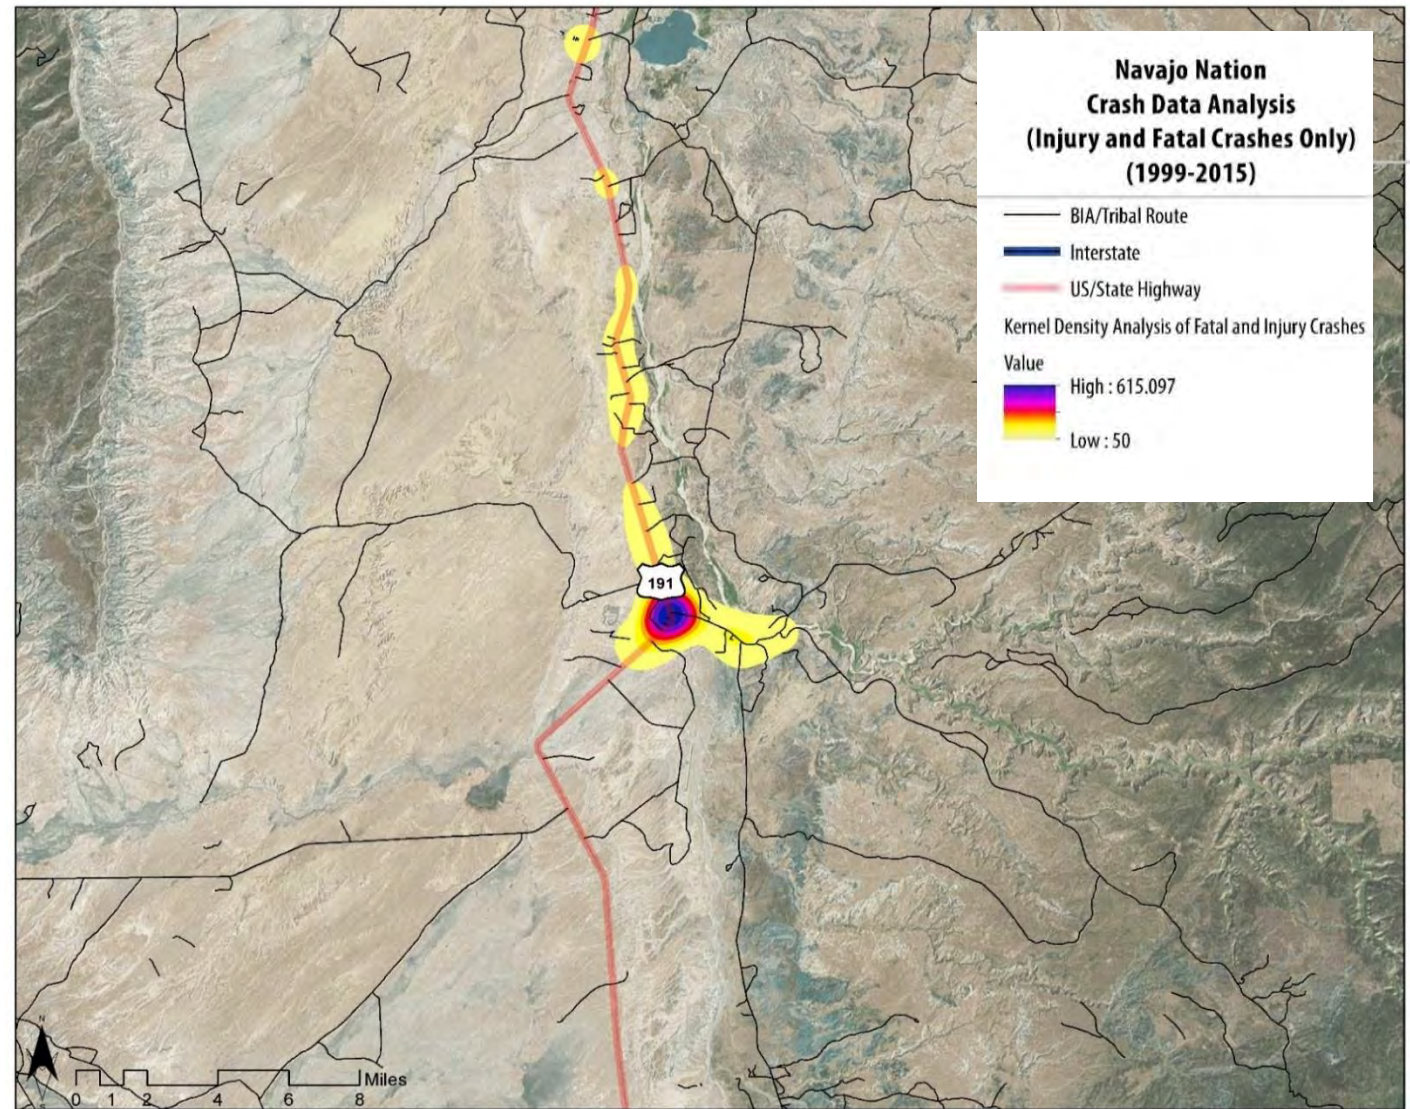 Navajo Nation
Crash Data Analysis
(Injury and Fatal Crashes Only)
(1999-2015)
BIA/Tribal Route
Interstate
US/State Highway
Kernel Density Analysis of Fatal and Injury Crashes
Value
High : 615.097
Low : 50
191
N
Miles
0 1 2 4 6 8